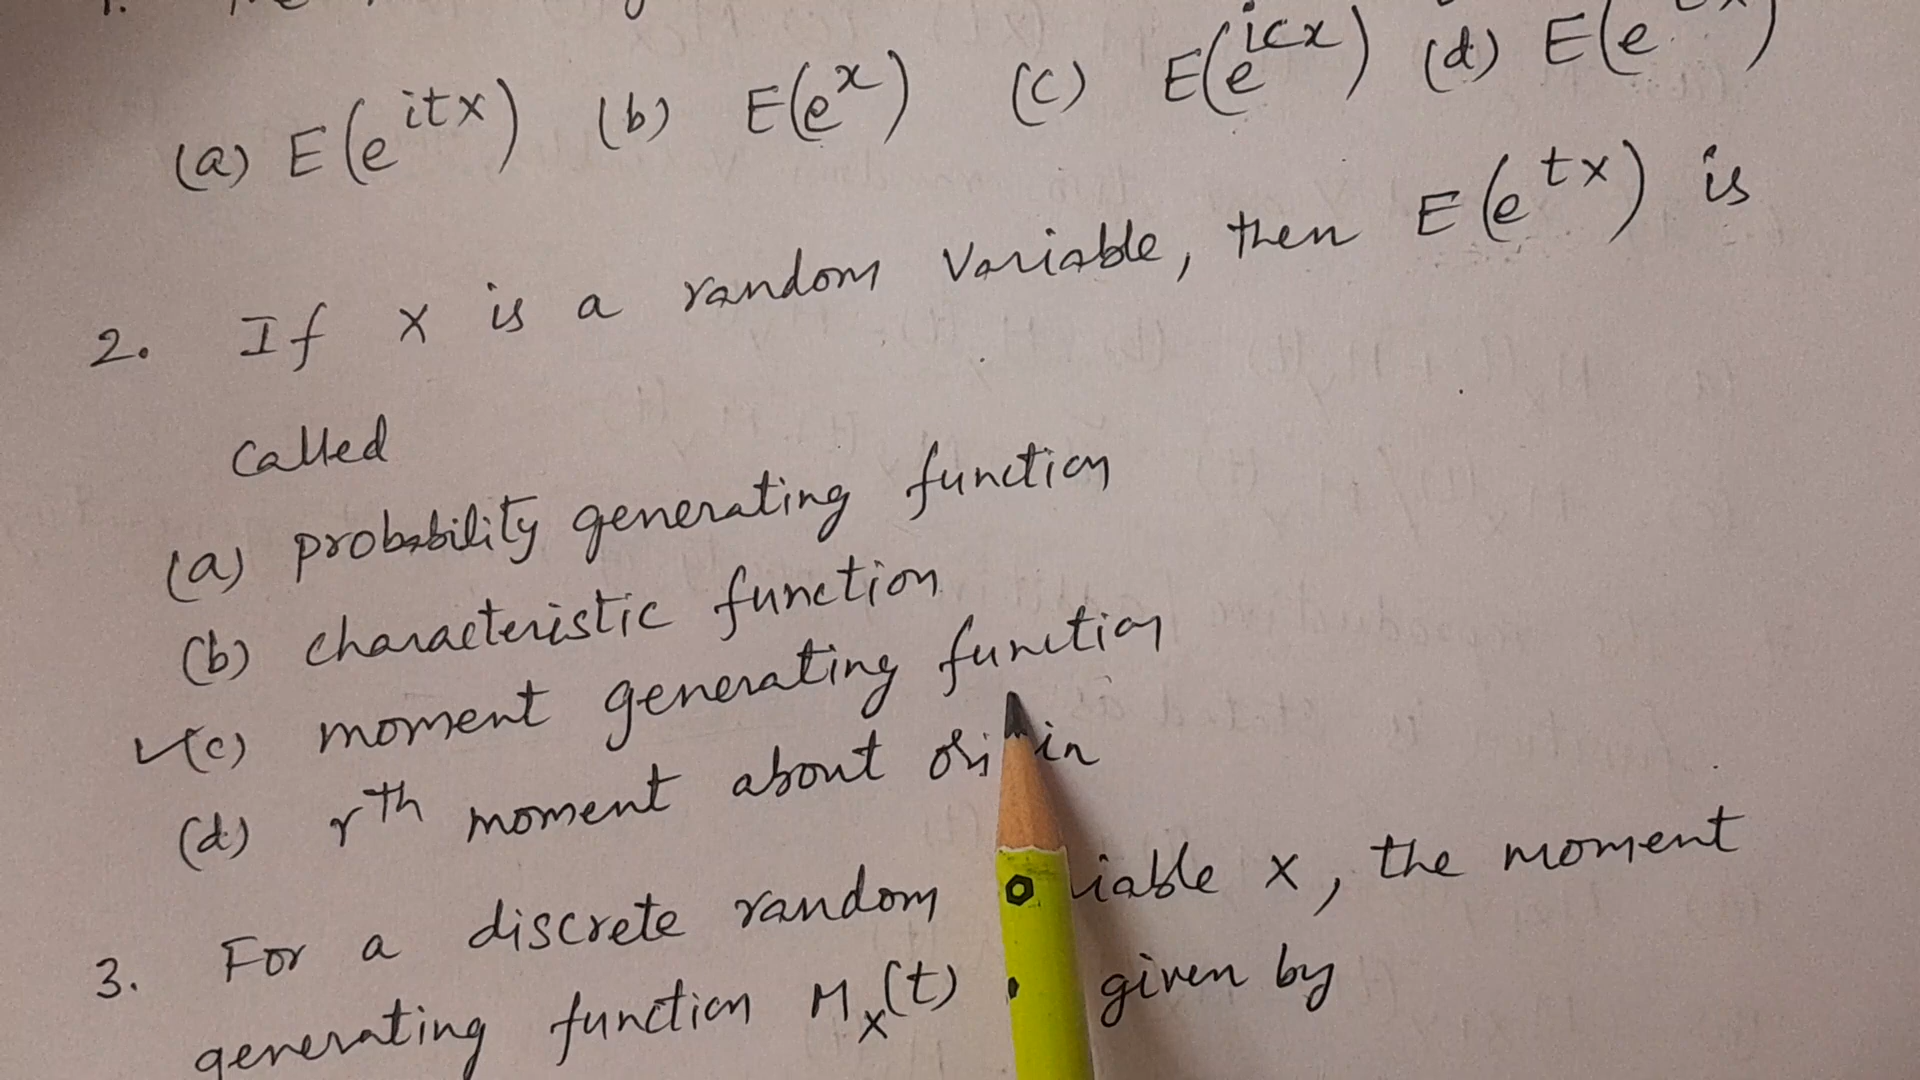 (a) E(e^{itx}) (b) E(e^x) (c) E(e^{icx}) (d)
2. If X is a random variable, then E(e^{tx}) is
called
(a) probability generating function
(b) characteristic function
(c) moment generating function
(d) r^{th} moment about
3. For a discrete random x, the moment
generating function M_x(t) given by